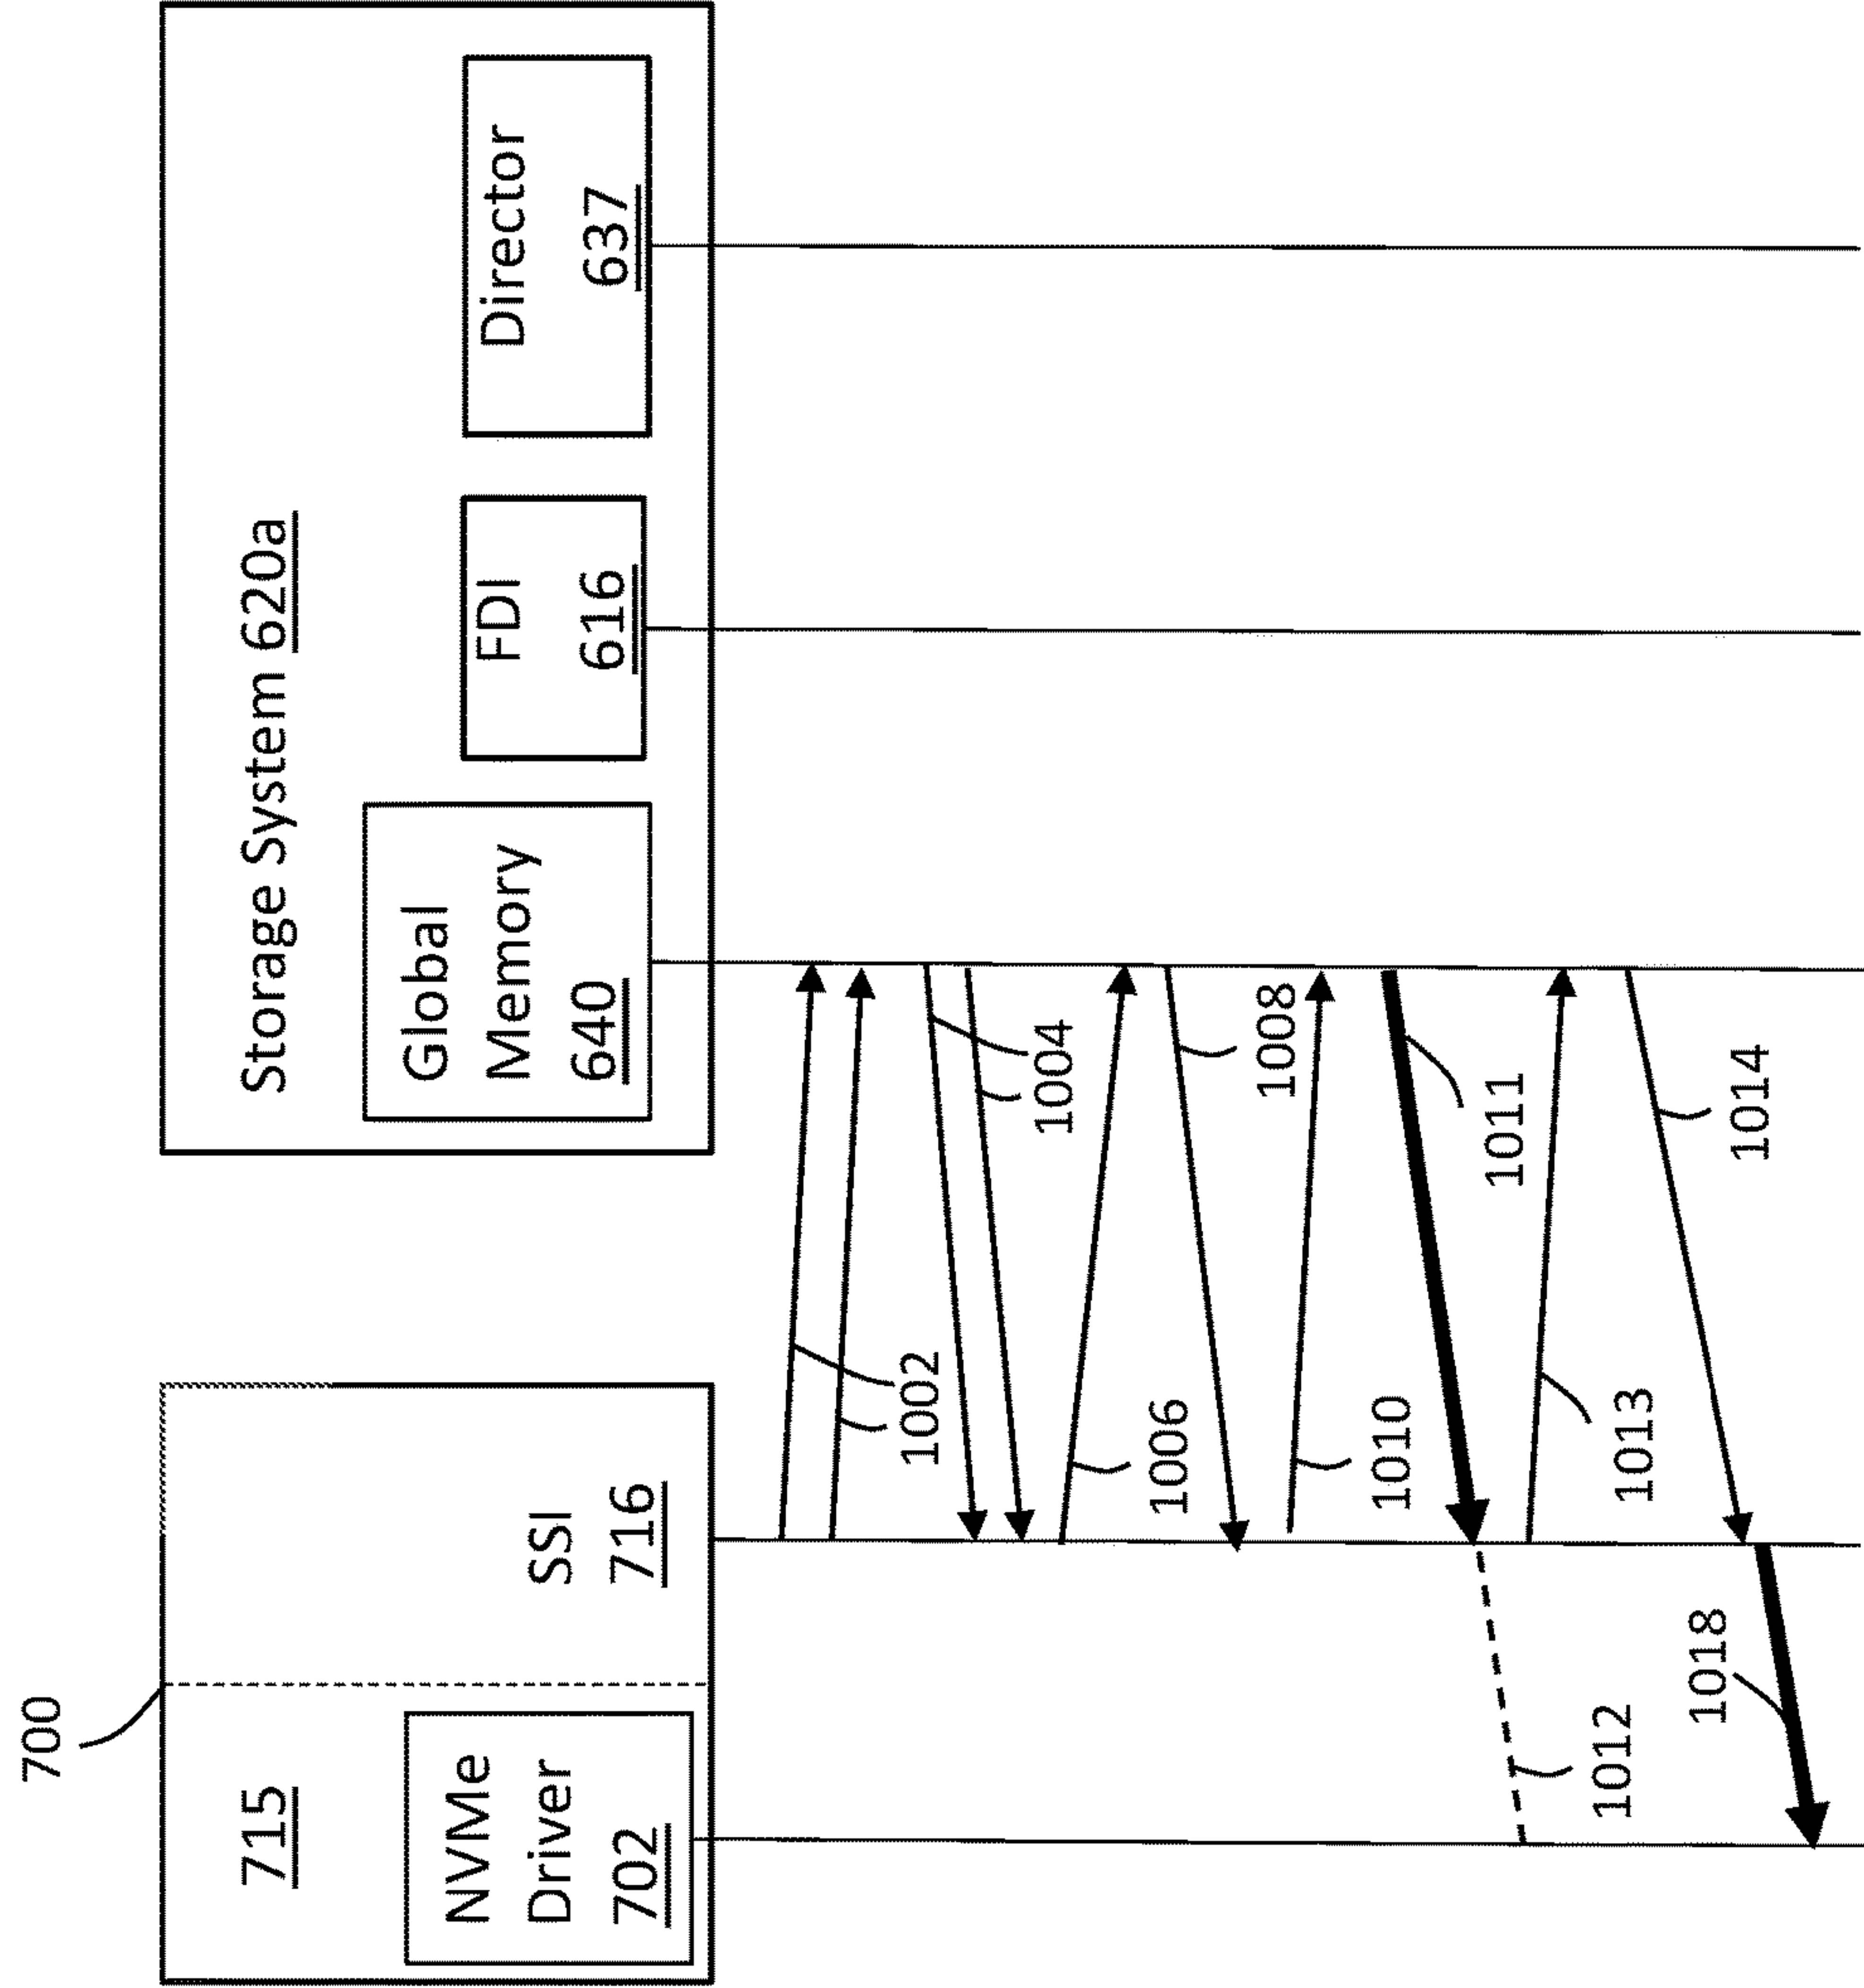 700
715
NVMe
Driver
702
SSI
716
Storage System 620a
Global
Memory
640
FDI
616
Director
637
1002
1004
1006
1008
1010
1011
1012
1013
1014
1018